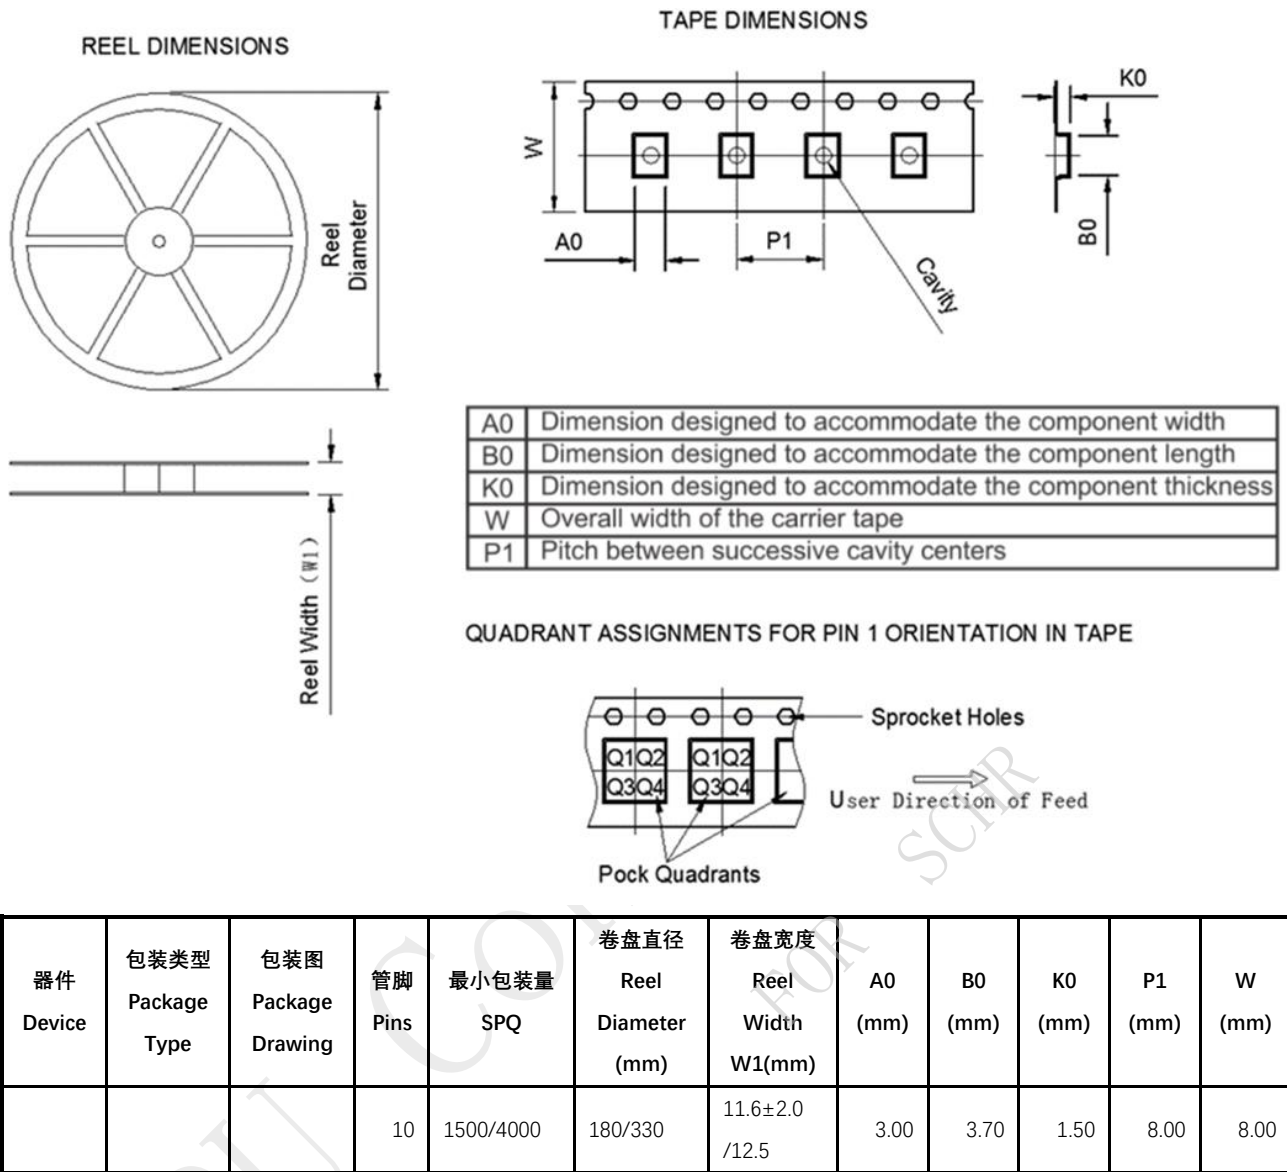 REEL DIMENSIONS
TAPE DIMENSIONS
Reel
Diameter
Reel Width (W1)
W
A0
P1
Cavity
K0
B0
A0 Dimension designed to accommodate the component width
B0 Dimension designed to accommodate the component length
K0 Dimension designed to accommodate the component thickness
W Overall width of the carrier tape
P1 Pitch between successive cavity centers
QUADRANT ASSIGNMENTS FOR PIN 1 ORIENTATION IN TAPE
Sprocket Holes
Q1 Q2 Q1 Q2
Q3 Q4 Q3 Q4
User Direction of Feed
Pock Quadrants
器件
Device
包装类型
Package
Type
包装图
Package
Drawing
管脚
Pins
最小包装量
SPQ
卷盘直径
Reel
Diameter
(mm)
卷盘宽度
Reel
Width
W1(mm)
A0
(mm)
B0
(mm)
K0
(mm)
P1
(mm)
W
(mm)
10 1500/4000 180/330 11.6±2.0
/12.5 3.00 3.70 1.50 8.00 8.00
FOR SCHR